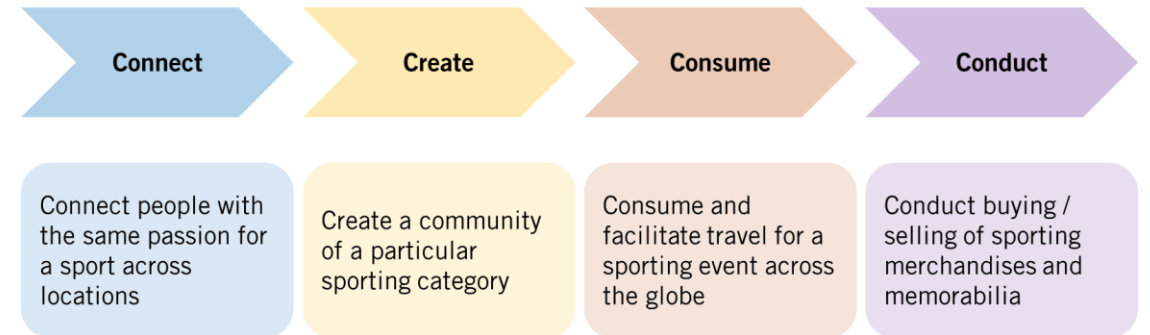 Connect
Create
Consume
Conduct
Connect people with
the same passion for
a sport across
locations
Create a community
of a particular
sporting category
Consume and
facilitate travel for a
sporting event across
the globe
Conduct buying /
selling of sporting
merchandises and
memorabilia